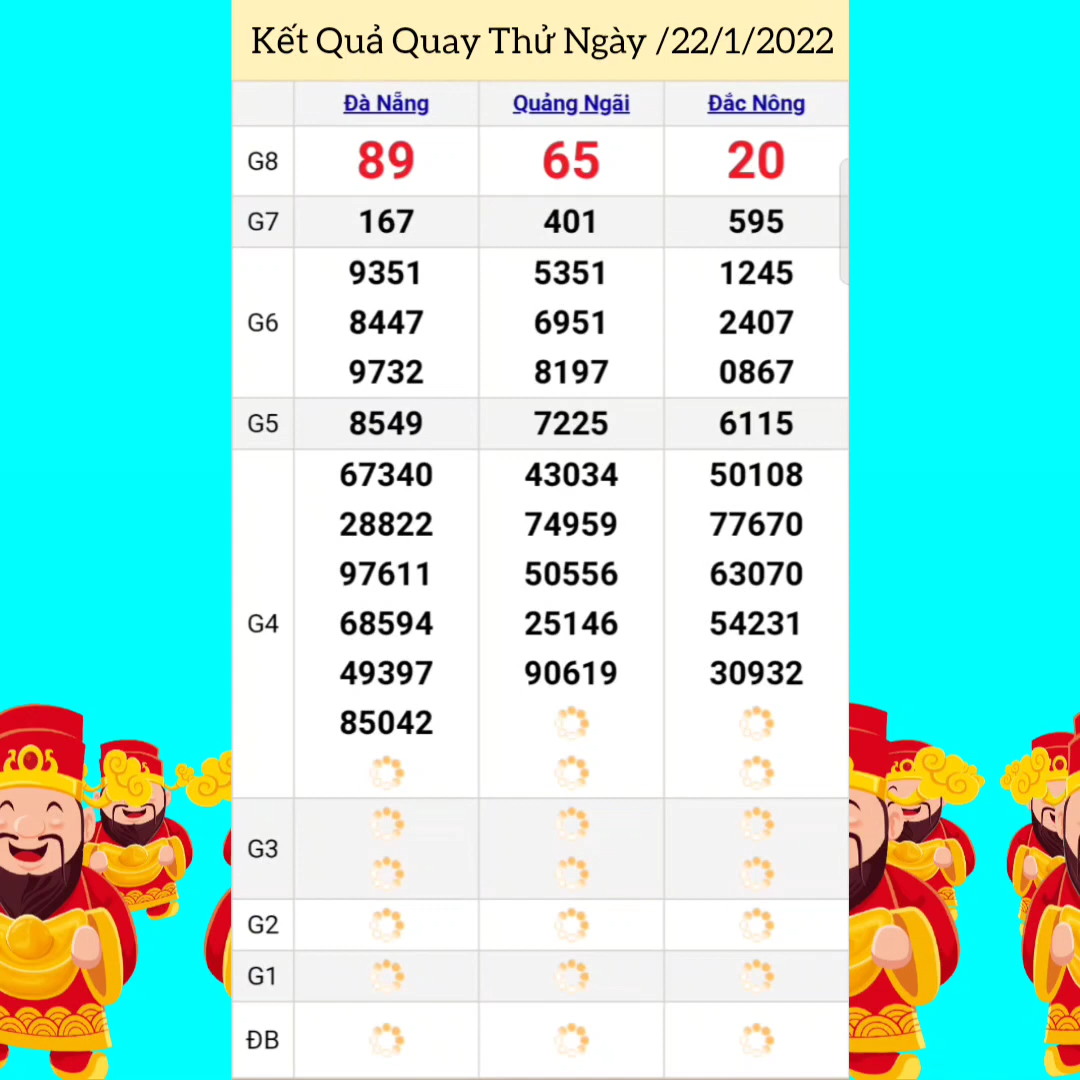 Kết Quả Quay Thử Ngày /22/1/2022
Đà Nẵng Quảng Ngãi Đắc Nông
G8 89 65 20
G7 167 401 595
9351 5351 1245
G6 8447 6951 2407
9732 8197 0867
G5 8549 7225 6115
67340 43034 50108
28822 74959 77670
97611 50556 63070
G4 68594 25146 54231
49397 90619 30932
85042
G3
G2
G1
ĐB